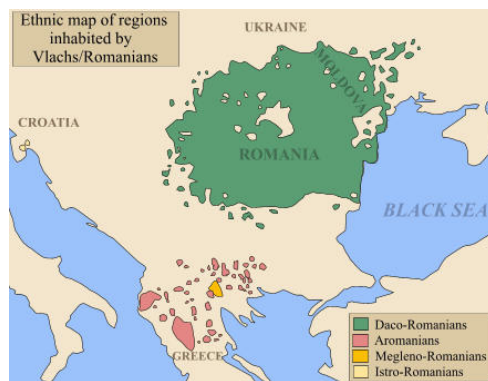 Ethnic map of regions
inhabited by
Vlachs/Romanians
UKRAINE
MOLDOVA
CROATIA
ROMANIA
BLACK SEA
GREECE
Daco-Romanians
Aromanians
Megleno-Romanians
Istro-Romanians